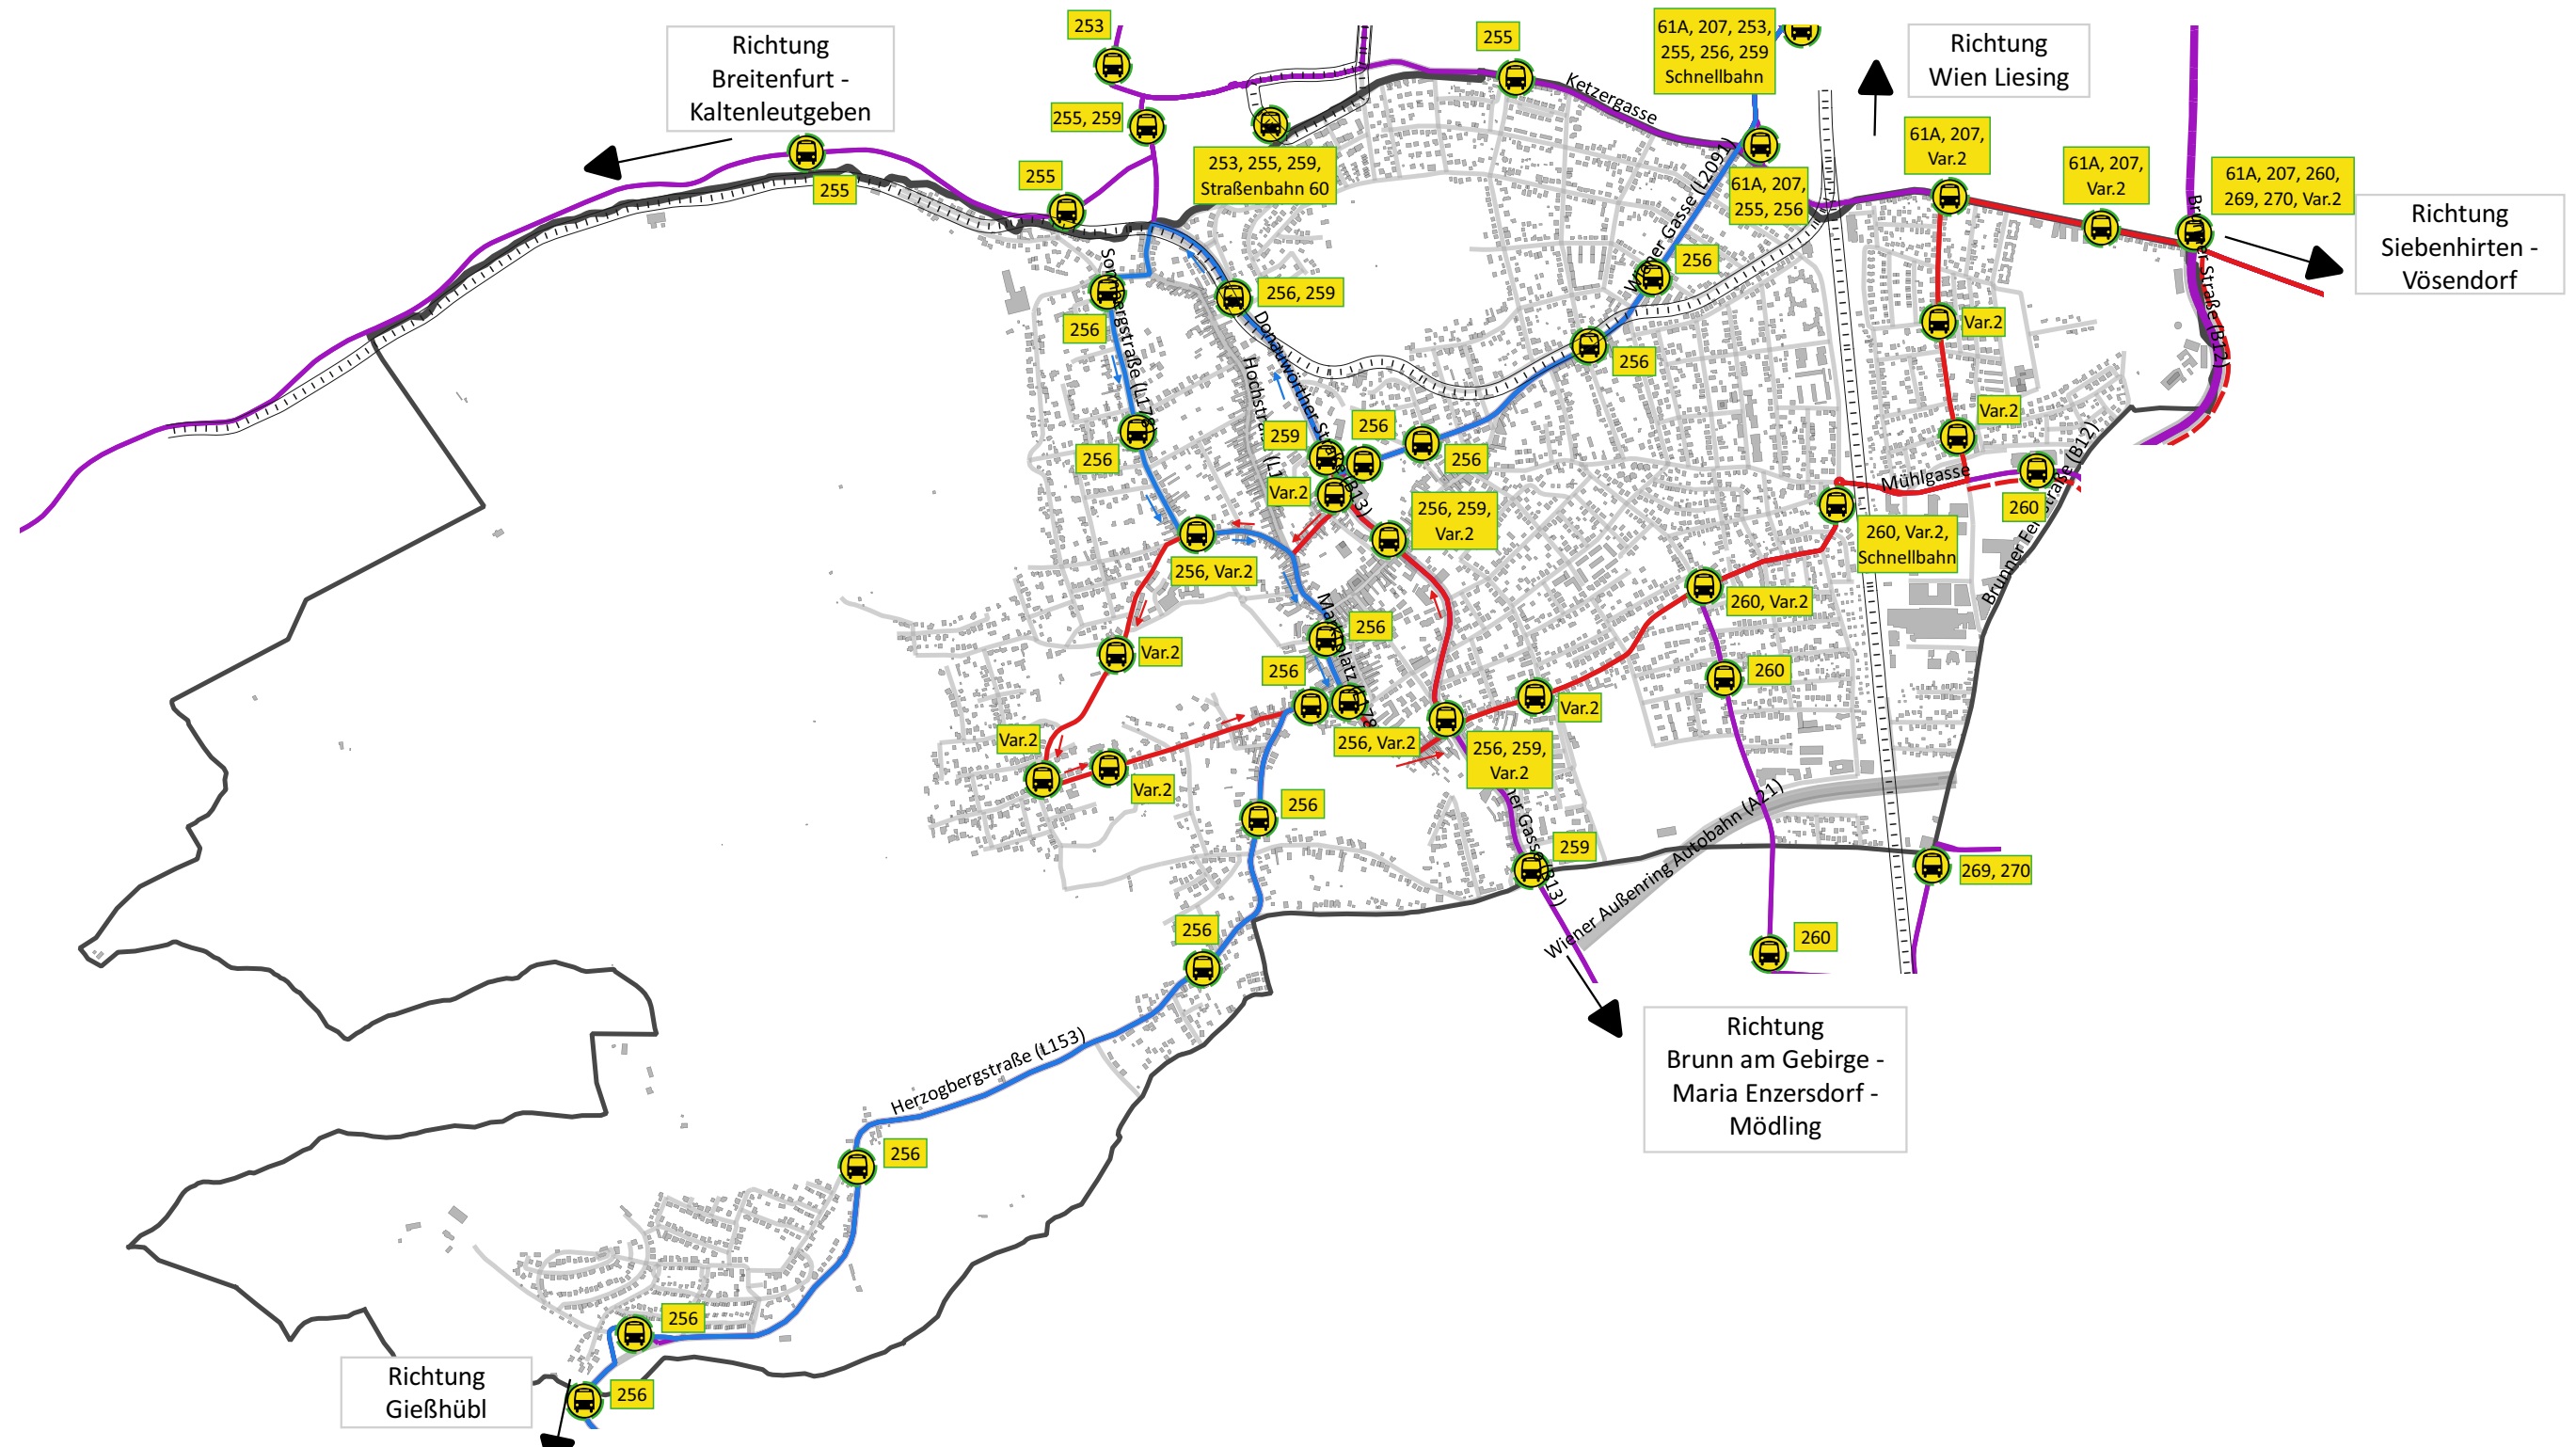 253
Richtung
Breitenfurt -
Kaltenleutgeben
255
61A, 207, 253,
255, 256, 259
Schnellbahn
Richtung
Wien Liesing
Ketzergasse
255, 259
253, 255, 259,
Straßenbahn 60
255
255
61A, 207,
Var.2
61A, 207,
Var.2
61A, 207, 260,
269, 270, Var.2
Richtung
Siebenhirten -
Vösendorf
61A, 207,
255, 256
Wiener Gasse (L2091)
256
256, 259
256
256
Var.2
Var.2
Donauwörther
256
259
256
256
Var.2
256, 259,
Var.2
Mühlgasse
260
260, Var.2,
Schnellbahn
256, Var.2
260, Var.2
256
Var.2
256
260
Var.2
Var.2
256, Var.2
256, 259,
Var.2
Var.2
256
259
Wiener Außenring Autobahn (A21)
269, 270
256
260
Richtung
Brunn am Gebirge -
Maria Enzersdorf -
Mödling
Herzogbergstraße (L153)
256
256
Richtung
Gießhübl
256